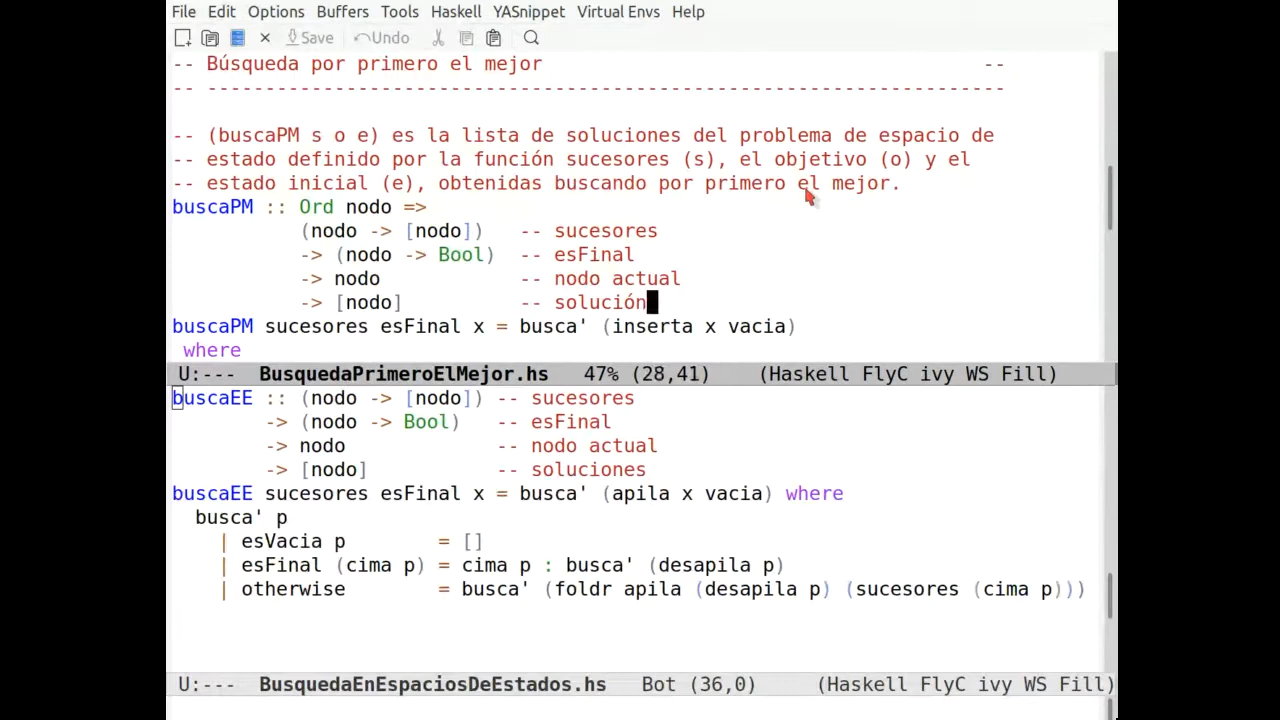 File Edit Options Buffers Tools Haskell YASnippet Virtual Envs Help
Save Undo
-- Búsqueda por primero el mejor --
-- ---------------------------------------------------------------------
-- (buscaPM s o e) es la lista de soluciones del problema de espacio de
-- estado definido por la función sucesores (s), el objetivo (o) y el
-- estado inicial (e), obtenidas buscando por primero el mejor.
buscaPM :: Ord nodo =>
(nodo -> [nodo]) -- sucesores
-> (nodo -> Bool) -- esFinal
-> nodo -- nodo actual
-> [nodo] -- solución
buscaPM sucesores esFinal x = busca' (inserta x vacia)
where
U:--- BusquedaPrimeroElMejor.hs 47% (28,41) (Haskell FlyC ivy WS Fill)
buscaEE :: (nodo -> [nodo]) -- sucesores
-> (nodo -> Bool) -- esFinal
-> nodo -- nodo actual
-> [nodo] -- soluciones
buscaEE sucesores esFinal x = busca' (apila x vacia) where
busca' p
| esVacia p = []
| esFinal (cima p) = cima p : busca' (desapila p)
| otherwise = busca' (foldr apila (desapila p) (sucesores (cima p)))
U:--- BusquedaEnEspaciosDeEstados.hs Bot (36,0) (Haskell FlyC ivy WS Fill)